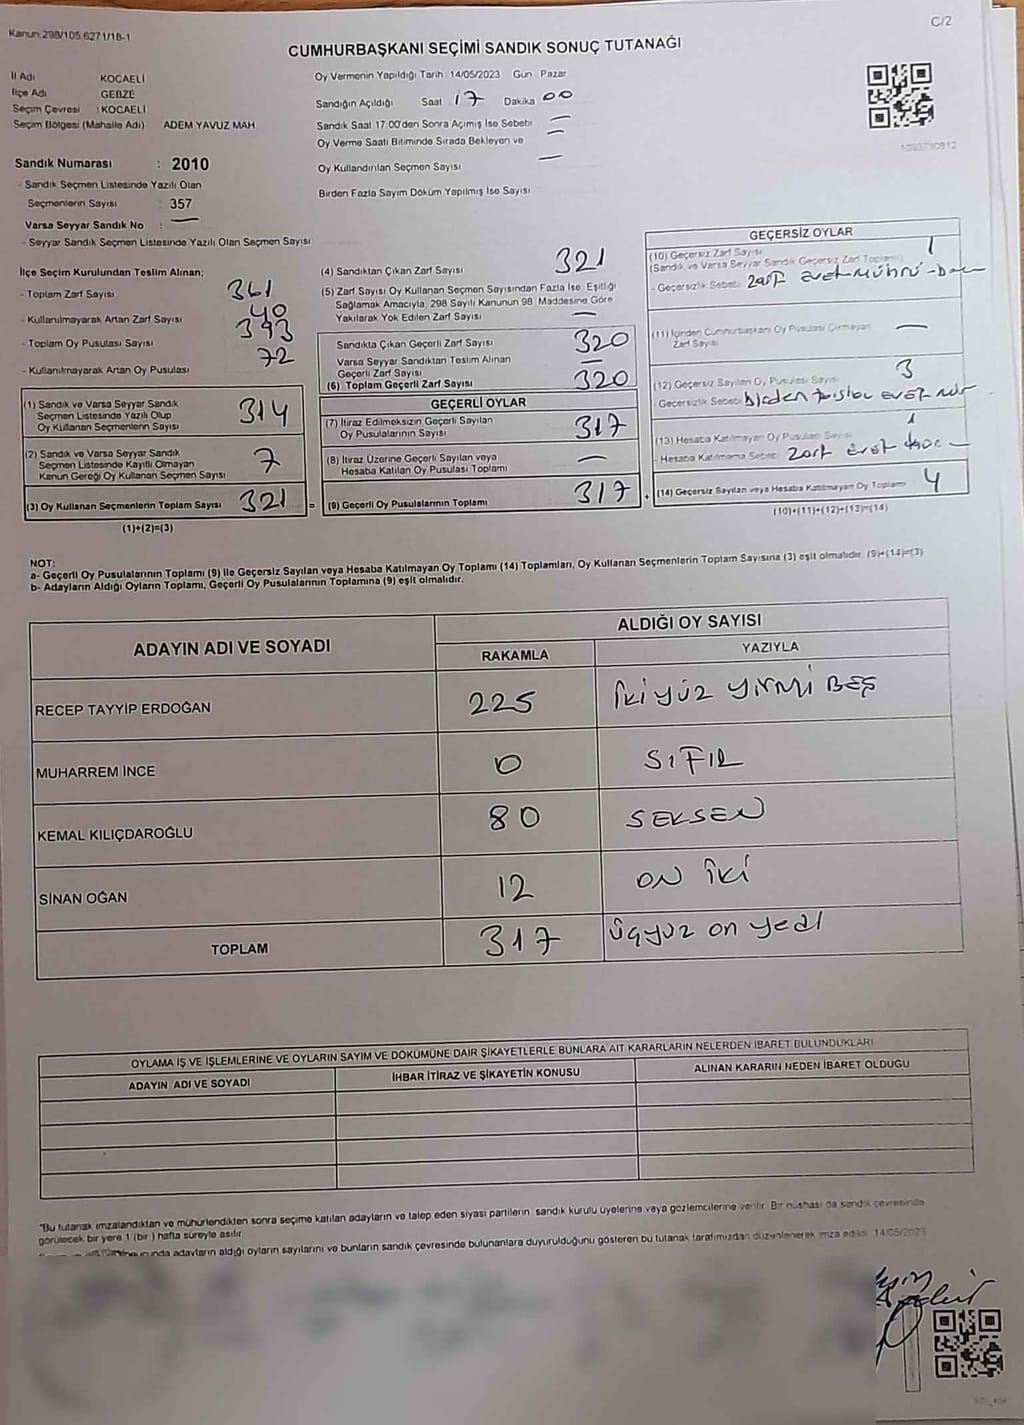 Kanun 298/105 6271/18-1
C/2
CUMHURBAŞKANI SEÇİMİ SANDIK SONUÇ TUTANAĞI
İl Adı KOCAELİ
İlçe Adı GEBZE
Seçim Çevresi : KOCAELİ
Seçim Bölgesi (Mahalle Adı) ADEM YAVUZ MAH.
Oy Vermenin Yapıldığı Tarih 14/05/2023 Gün Pazar
Sandığın Açıldığı Saat 17 Dakika 00
Sandık Saat 17:00'den Sonra Açımış İse Sebebi —
Oy Verme Saati Bitiminde Sırada Bekleyen ve —
Oy Kullandırılan Seçmen Sayısı —
Birden Fazla Sayım Döküm Yapılmış İse Sayısı
1093730812
Sandık Numarası : 2010
- Sandık Seçmen Listesinde Yazılı Olan
Seçmenlerin Sayısı : 357
Varsa Seyyar Sandık No : —
- Seyyar Sandık Seçmen Listesinde Yazılı Olan Seçmen Sayısı
İlçe Seçim Kurulundan Teslim Alınan;
- Toplam Zarf Sayısı 361
- Kullanılmayarak Artan Zarf Sayısı 40
- Toplam Oy Pusulası Sayısı 393
- Kullanılmayarak Artan Oy Pusulası 72
(1) Sandık ve Varsa Seyyar Sandık
Seçmen Listesinde Yazılı Olup
Oy Kullanan Seçmenlerin Sayısı 314
(2) Sandık ve Varsa Seyyar Sandık
Seçmen Listesinde Kayıtlı Olmayan
Kanun Gereği Oy Kullanan Seçmen Sayısı 7
(3) Oy Kullanan Seçmenlerin Toplam Sayısı 321 =
(1)+(2)=(3)
(4) Sandıktan Çıkan Zarf Sayısı 321
(5) Zarf Sayısı Oy Kullanan Seçmen Sayısından Fazla İse, Eşitliği
Sağlamak Amacıyla, 298 Sayılı Kanunun 98. Maddesine Göre
Yakılarak Yok Edilen Zarf Sayısı —
Sandıkta Çıkan Geçerli Zarf Sayısı 320
Varsa Seyyar Sandıktan Teslim Alınan
Geçerli Zarf Sayısı —
(6) Toplam Geçerli Zarf Sayısı 320
GEÇERLİ OYLAR
(7) İtiraz Edilmeksizin Geçerli Sayılan
Oy Pusulalarının Sayısı 317
(8) İtiraz Üzerine Geçerli Sayılan veya
Hesaba Katılan Oy Pusulası Toplamı —
(9) Geçerli Oy Pusulalarının Toplamı 317 +
GEÇERSİZ OYLAR
(10) Geçersiz Zarf Sayısı 1
(Sandık ve Varsa Seyyar Sandık Geçersiz Zarf Toplamı)
- Geçersizlik Sebebi zarf evet mührü
(11) İçinden Cumhurbaşkanı Oy Pusulası Çıkmayan
Zarf Sayısı —
(12) Geçersiz Sayılan Oy Pusulası Sayısı 3
Geçersizlik Sebebi birden fazla evet
(13) Hesaba Katılmayan Oy Pusulası Sayısı
- Hesaba Katılmama Sebebi zarf evet
(14) Geçersiz Sayılan veya Hesaba Katılmayan Oy Toplamı 4
(10)+(11)+(12)+(13)=(14)
NOT:
a- Geçerli Oy Pusulalarının Toplamı (9) ile Geçersiz Sayılan veya Hesaba Katılmayan Oy Toplamı (14) Toplamları, Oy Kullanan Seçmenlerin Toplam Sayısına (3) eşit olmalıdır. (9)+(14)=(3)
b- Adayların Aldığı Oyların Toplamı, Geçerli Oy Pusulalarının Toplamına (9) eşit olmalıdır.
ADAYIN ADI VE SOYADI
ALDIĞI OY SAYISI
RAKAMLA YAZIYLA
RECEP TAYYİP ERDOĞAN 225 İKİYÜZ YİRMİ BEŞ
MUHARREM İNCE 0 SIFIR
KEMAL KILIÇDAROĞLU 80 SEKSEN
SİNAN OĞAN 12 ON İKİ
TOPLAM 317 üçyüz on yedi
OYLAMA İŞ VE İŞLEMLERİNE VE OYLARIN SAYIM VE DÖKÜMÜNE DAİR ŞİKAYETLERLE BUNLARA AİT KARARLARIN NELERDEN İBARET BULUNDUKLARI
ADAYIN ADI VE SOYADI İHBAR İTİRAZ VE ŞİKAYETİN KONUSU ALINAN KARARIN NEDEN İBARET OLDUĞU
*Bu tutanak imzalandıktan ve mühürlendikten sonra seçime katılan adayların ve talep eden siyasi partilerin sandık kurulu üyelerine veya gözlemcilerine verilir. Bir nüshası da sandık çevresinde
görülecek bir yere 1 (bir) hafta süreyle asılır.
adayların aldığı oyların sayılarını ve bunların sandık çevresinde bulunanlara duyurulduğunu gösteren bu tutanak tarafımızdan düzenlenerek imza edildi. 14/05/2023